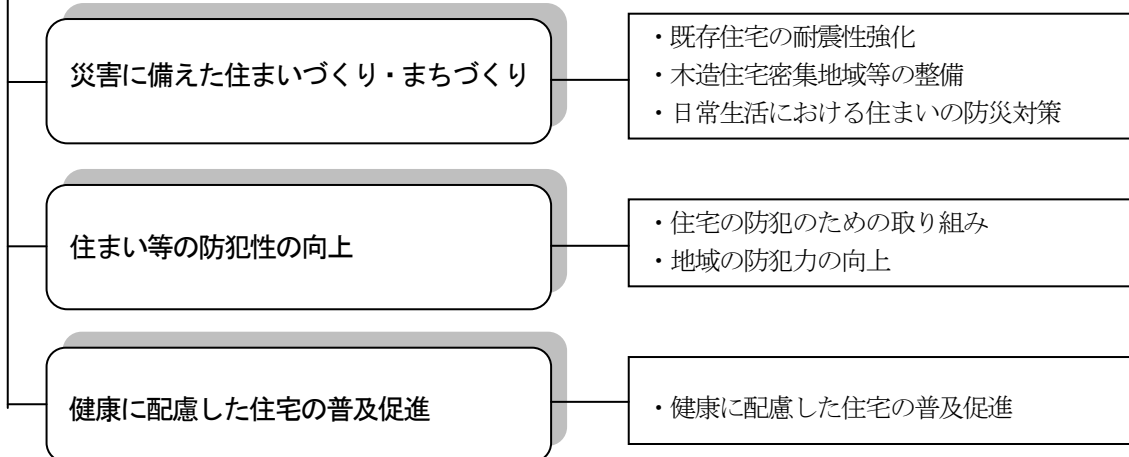 災害に備えた住まいづくり・まちづくり
・既存住宅の耐震性強化
・木造住宅密集地域等の整備
・日常生活における住まいの防災対策
住まい等の防犯性の向上
・住宅の防犯のための取り組み
・地域の防犯力の向上
健康に配慮した住宅の普及促進
・健康に配慮した住宅の普及促進